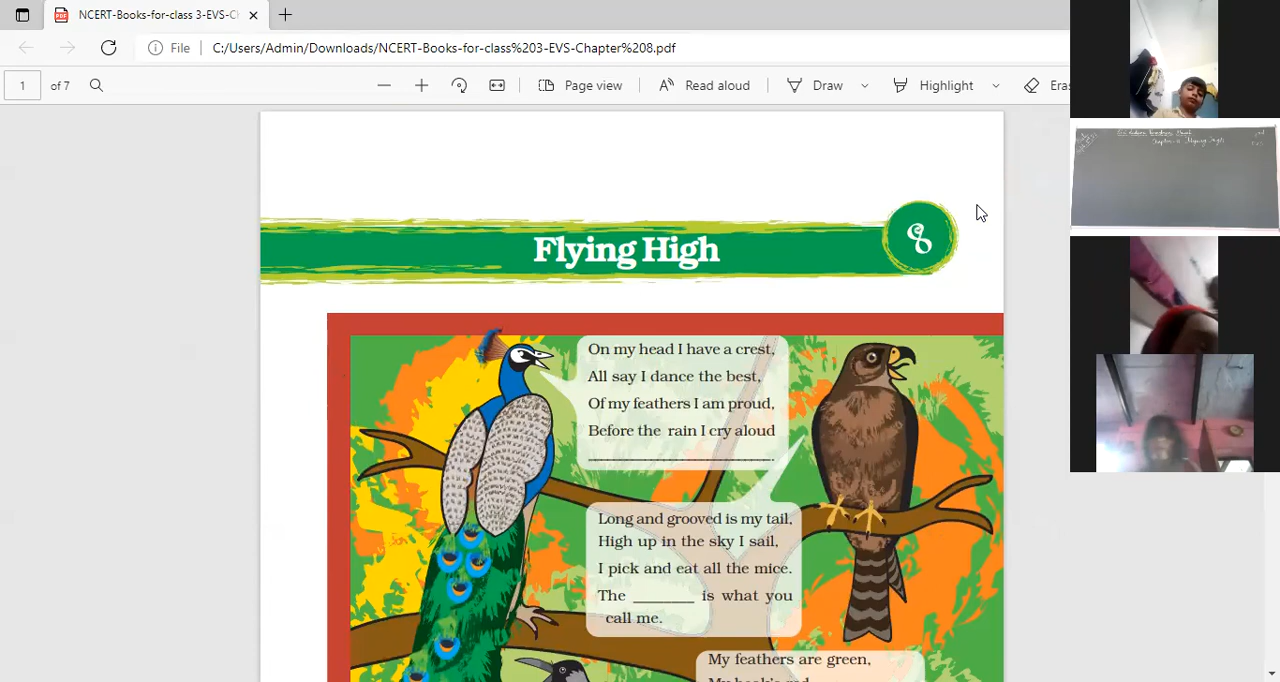 NCERT-Books-for-class 3-EVS-Ch
File
C:/Users/Admin/Downloads/NCERT-Books-for-class%203-EVS-Chapter%208.pdf
1 of 7
Page view
Read aloud
Draw
Highlight
Flying High
8
On my head I have a crest,
All say I dance the best,
Of my feathers I am proud,
Before the rain I cry aloud
Long and grooved is my tail,
High up in the sky I sail,
I pick and eat all the mice.
The ________ is what you
call me.
My feathers are green,